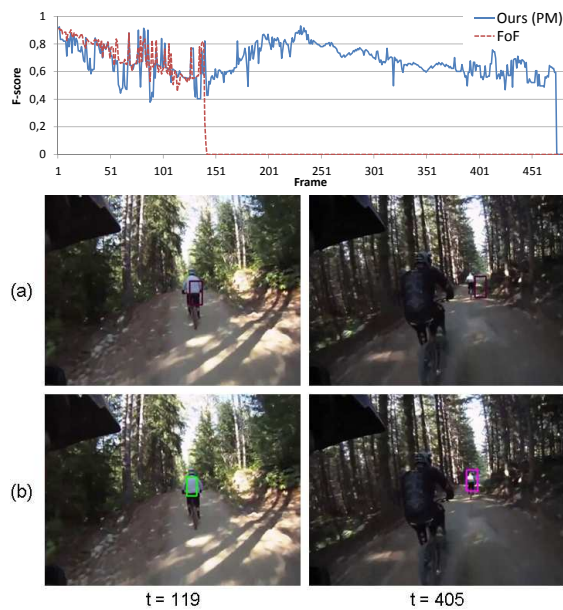 Ours (PM)
FoF
F-score
1
0,8
0,6
0,4
0,2
0
1 51 101 151 201 251 301 351 401 451
Frame
(a)
(b)
t = 119 t = 405